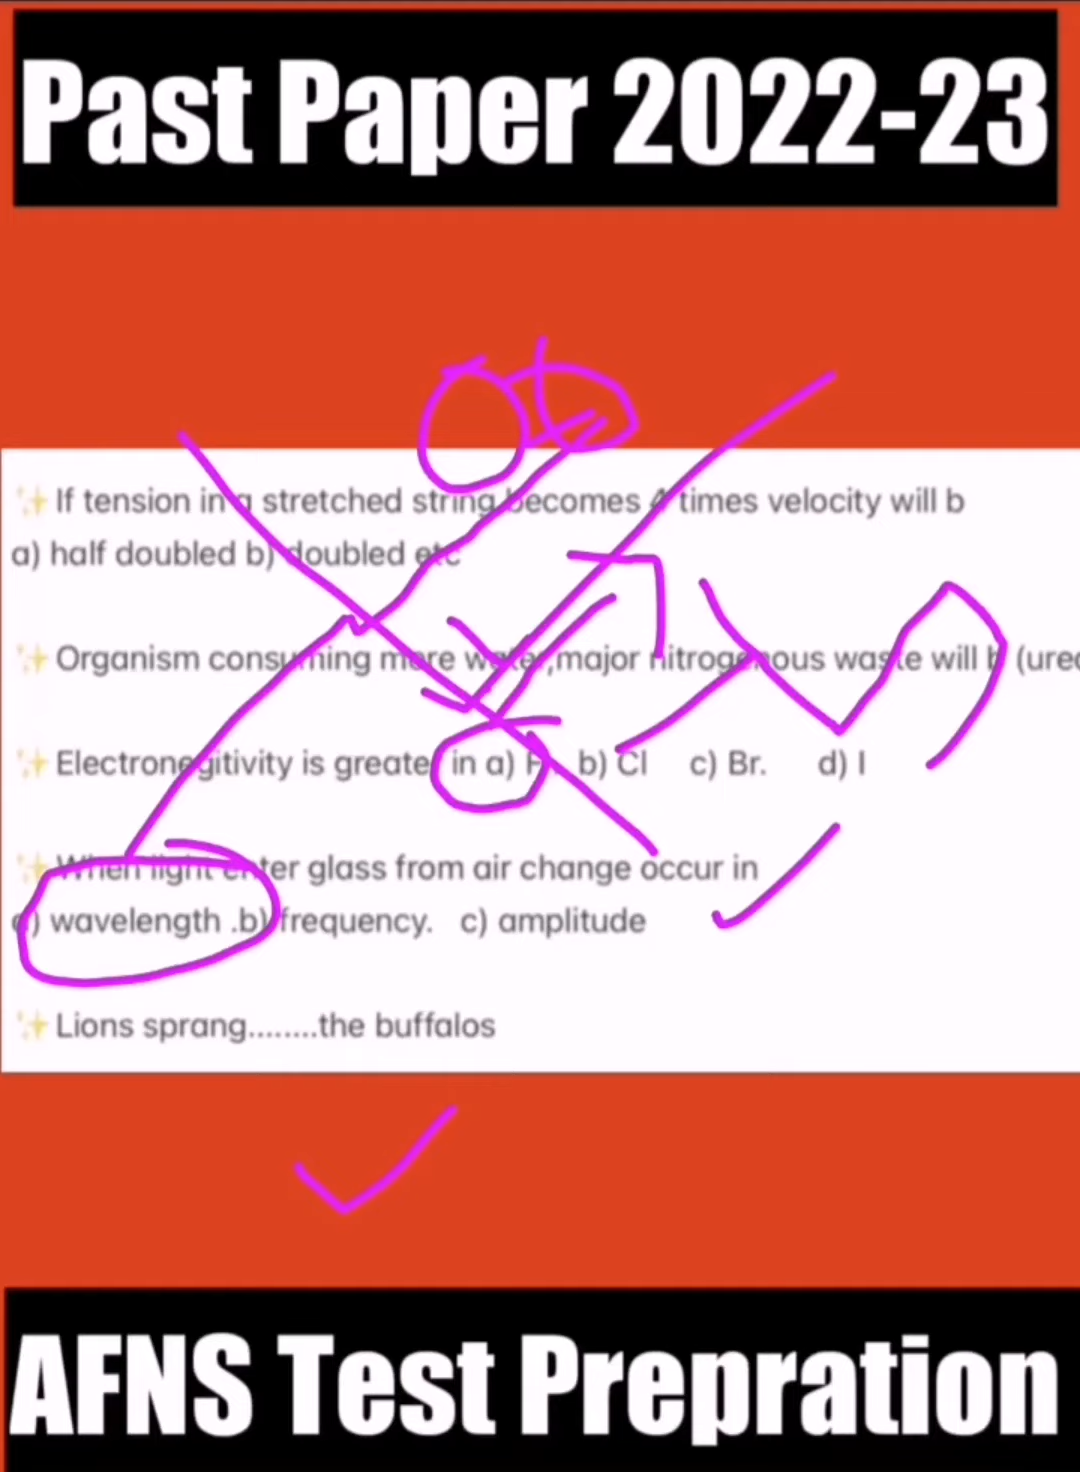 Past Paper 2022-23
If tension in a stretched string becomes 4 times velocity will b
a) half doubled b) doubled etc
Organism consuming more water,major nitrogenous waste will b (urea
Electronegitivity is greater in a) F b) Cl c) Br. d) I
When light enter glass from air change occur in
a) wavelength .b) frequency. c) amplitude
Lions sprang........the buffalos
AFNS Test Prepration